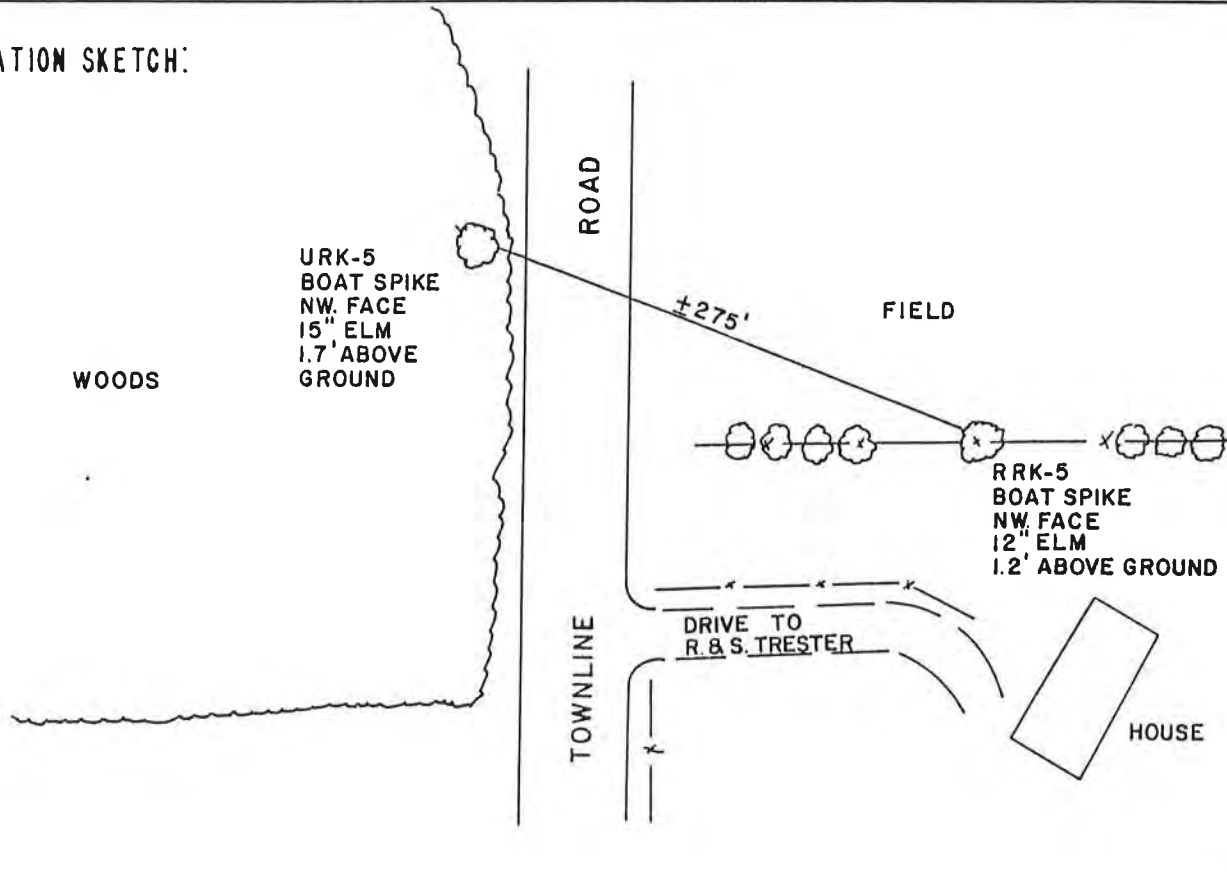 ATION SKETCH:
ROAD
URK-5
BOAT SPIKE
NW. FACE
15" ELM
1.7' ABOVE
GROUND
±275'
FIELD
WOODS
RRK-5
BOAT SPIKE
NW. FACE
12" ELM
1.2' ABOVE GROUND
DRIVE TO
R. & S. TRESTER
TOWNLINE
HOUSE